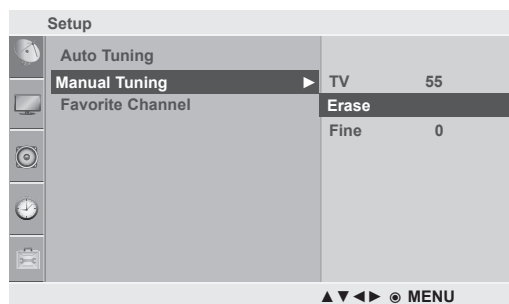 Setup
Auto Tuning
Manual Tuning ► TV 55
Favorite Channel Erase
Fine 0
▲▼◄► ◉ MENU